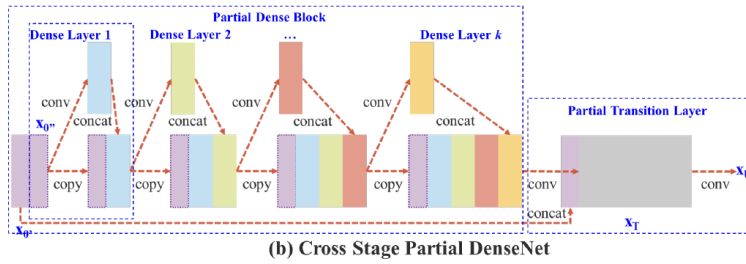 Partial Dense Block
Dense Layer 1
Dense Layer 2
...
Dense Layer k
Partial Transition Layer
conv
conv
conv
conv
x₀''
concat
concat
concat
concat
copy
copy
copy
copy
conv
conv
x₀'
concat
x_T
(b) Cross Stage Partial DenseNet